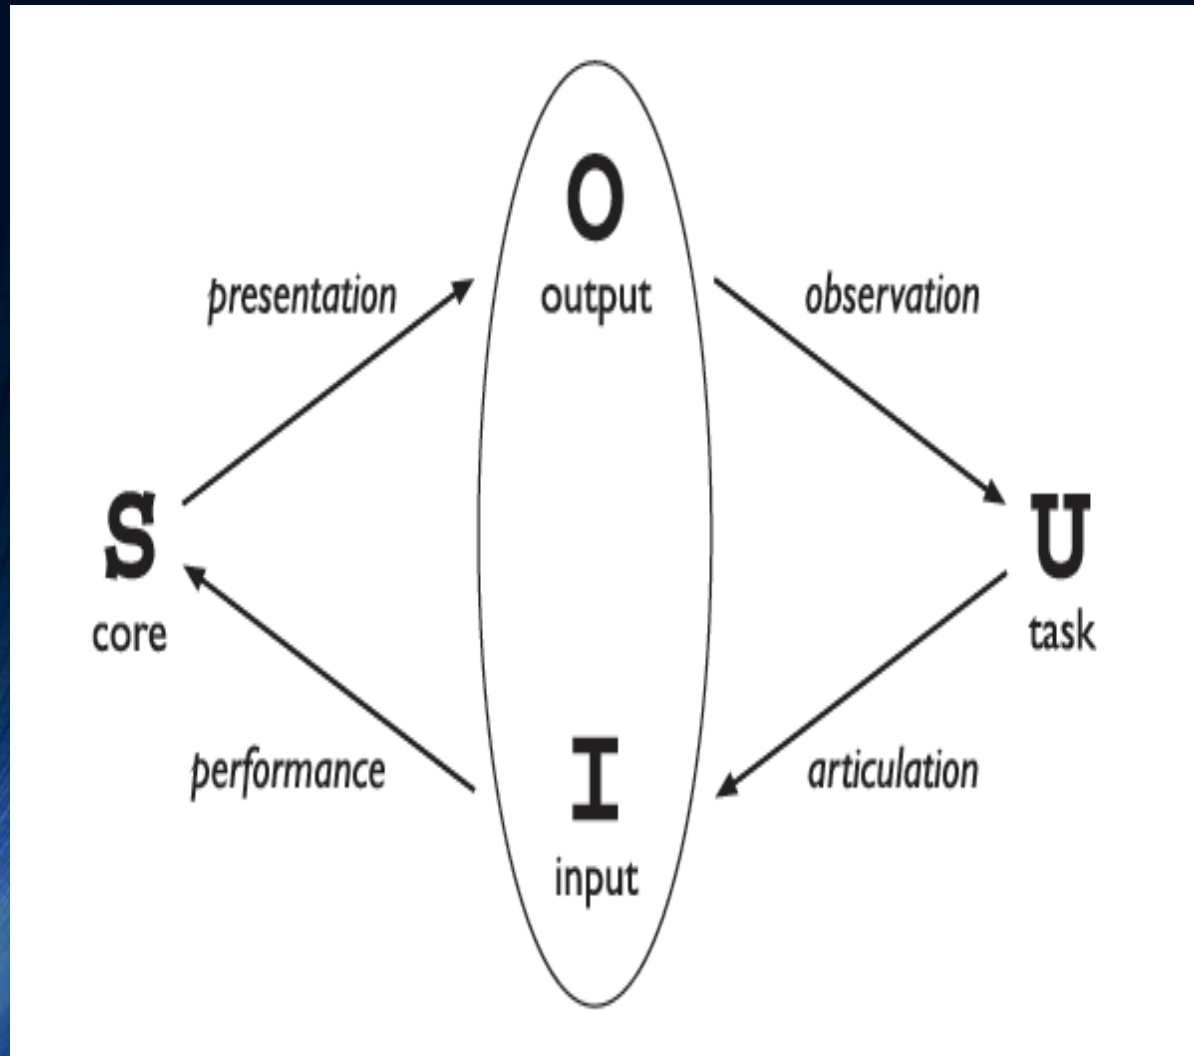 O
presentation
output
observation
S
U
core
task
performance
I
articulation
input